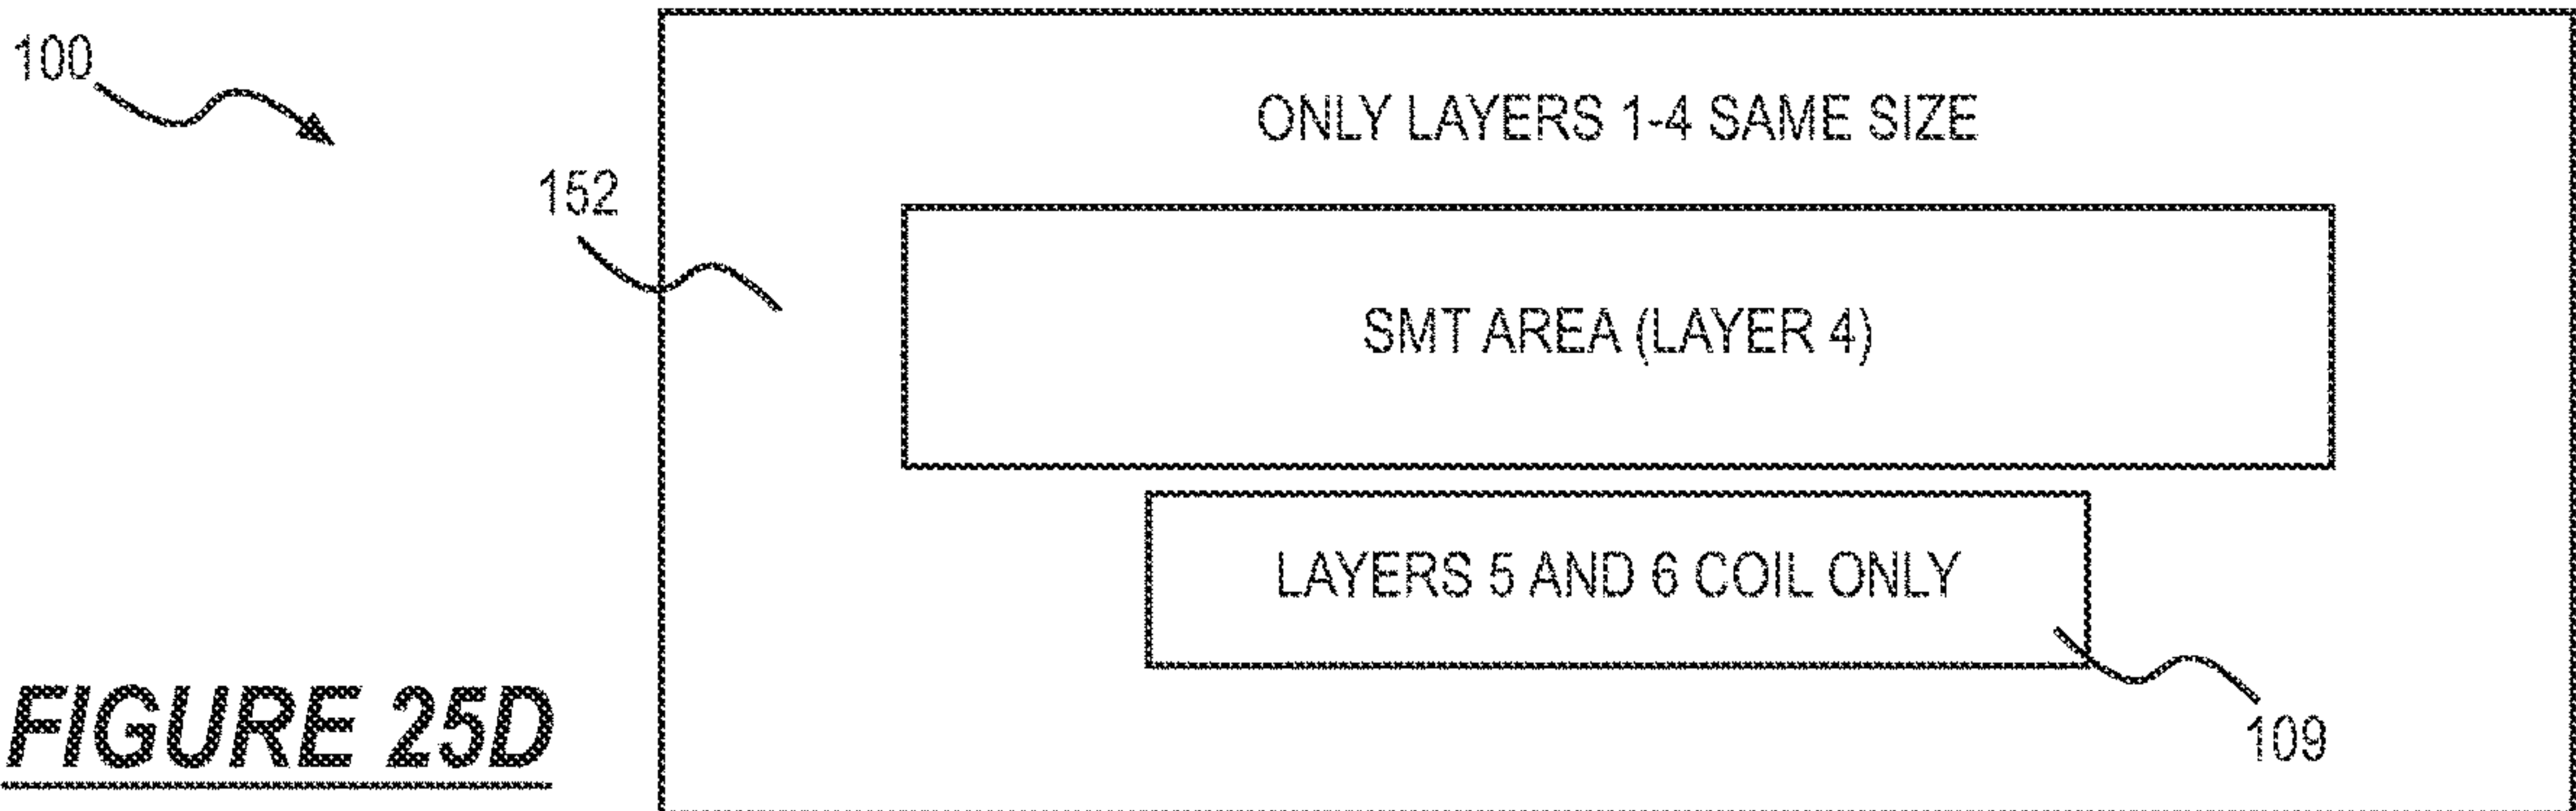 100
ONLY LAYERS 1-4 SAME SIZE
152
SMT AREA (LAYER 4)
LAYERS 5 AND 6 COIL ONLY
FIGURE 25D
109